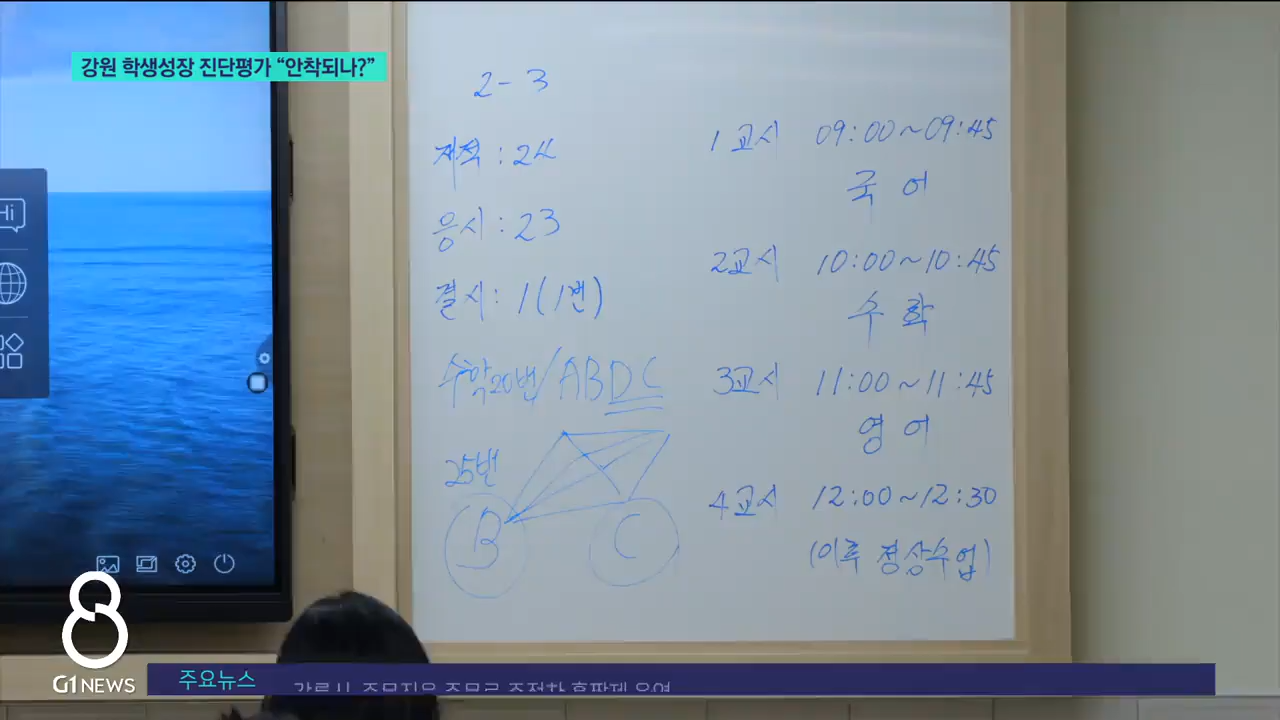 강원 학생성장 진단평가 “안착되나?”
Hi
2-3
재적 : 24
응시 : 23
결시 : 1(1번)
수학20번/ABDC
25번
B
C
1교시 09:00~09:45
국어
2교시 10:00~10:45
수학
3교시 11:00~11:45
영어
4교시 12:00~12:30
(이후 정상수업)
8
G1 NEWS
주요뉴스